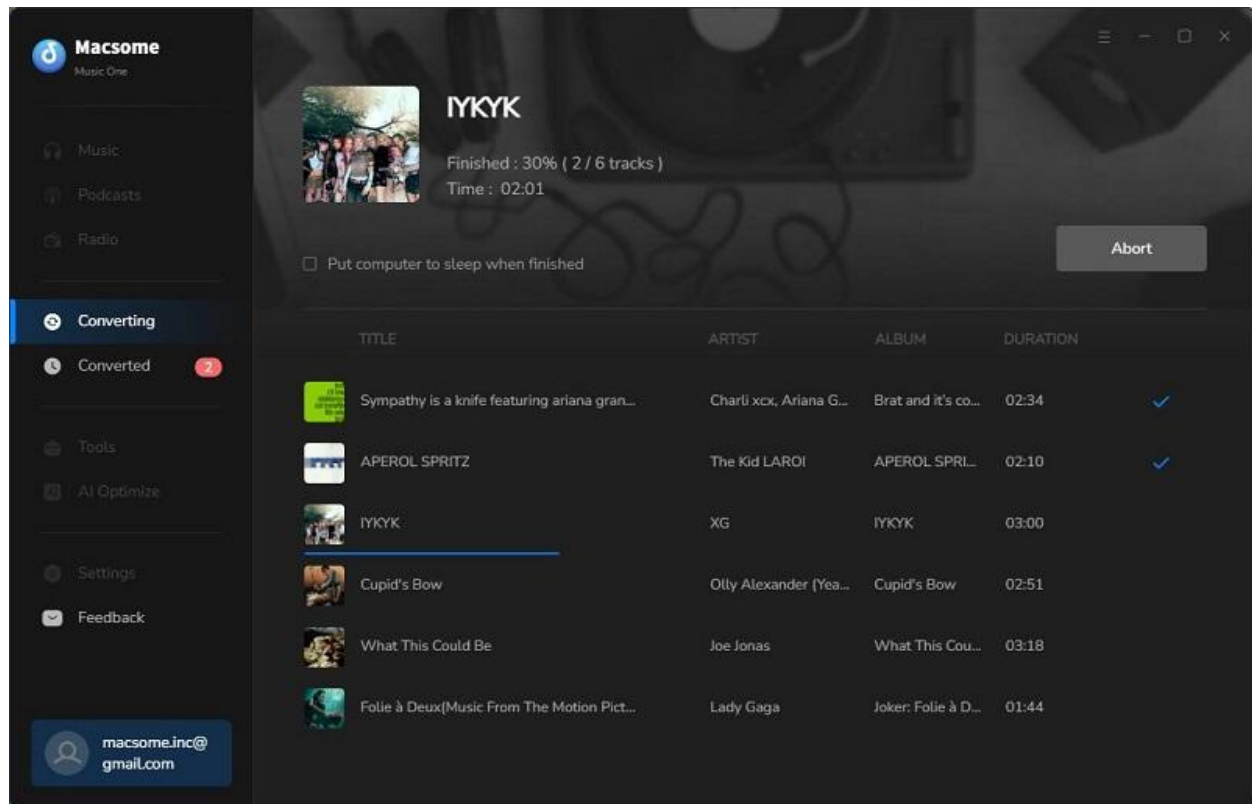 Macsome
Music One
Music
Podcasts
Radio
Converting
Converted 2
Tools
AI Optimize
Settings
Feedback
macsome.inc@
gmail.com
IYKYK
Finished : 30% ( 2 / 6 tracks )
Time : 02:01
Put computer to sleep when finished
Abort
TITLE ARTIST ALBUM DURATION
Sympathy is a knife featuring ariana gran... Charli xcx, Ariana G... Brat and it's co... 02:34
APEROL SPRITZ The Kid LAROI APEROL SPRI... 02:10
IYKYK XG IYKYK 03:00
Cupid's Bow Olly Alexander (Yea... Cupid's Bow 02:51
What This Could Be Joe Jonas What This Cou... 03:18
Folie à Deux(Music From The Motion Pict... Lady Gaga Joker: Folie à D... 01:44